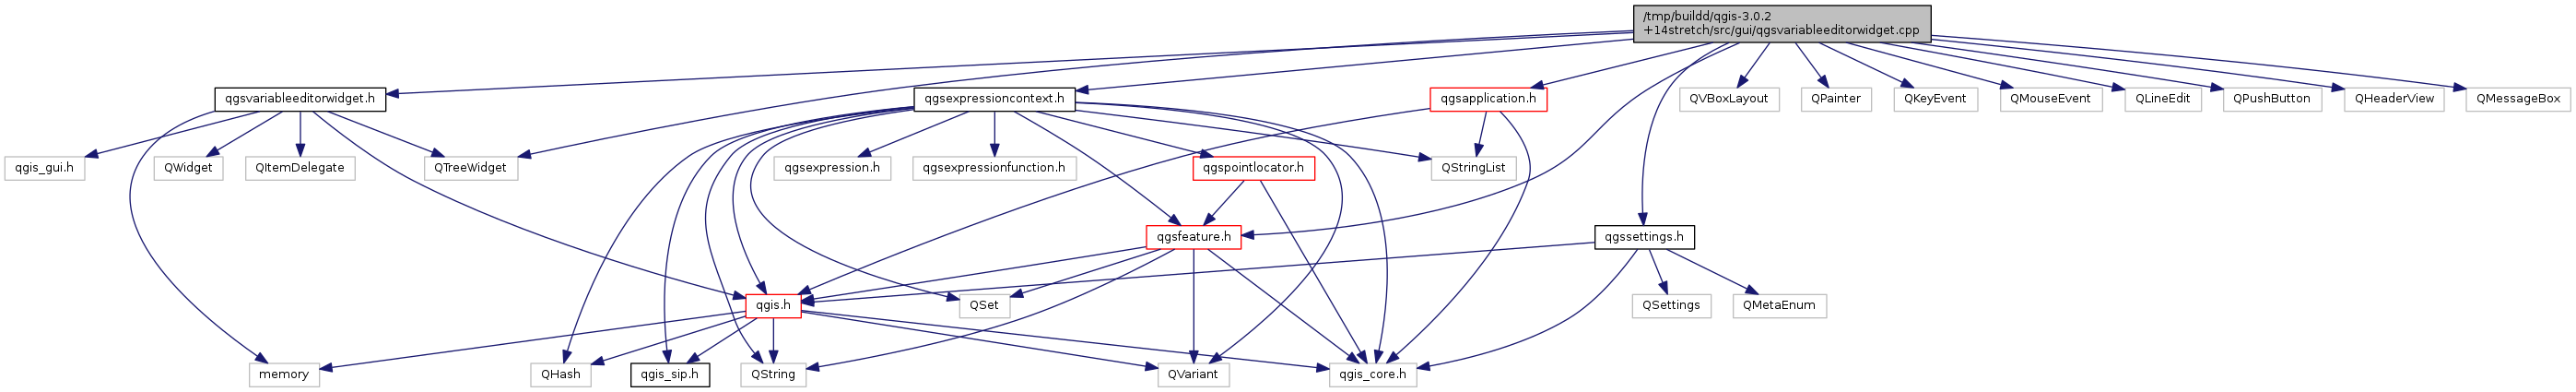 /tmp/buildd/qgis-3.0.2
+14stretch/src/gui/qgsvariableeditorwidget.cpp
qgsvariableeditorwidget.h
qgsexpressioncontext.h
qgsapplication.h
QVBoxLayout
QPainter
QKeyEvent
QMouseEvent
QLineEdit
QPushButton
QHeaderView
QMessageBox
qgis_gui.h
QWidget
QItemDelegate
QTreeWidget
qgsexpression.h
qgsexpressionfunction.h
qgspointlocator.h
QStringList
qgsfeature.h
qgssettings.h
qgis.h
QSet
QSettings
QMetaEnum
memory
QHash
qgis_sip.h
QString
QVariant
qgis_core.h